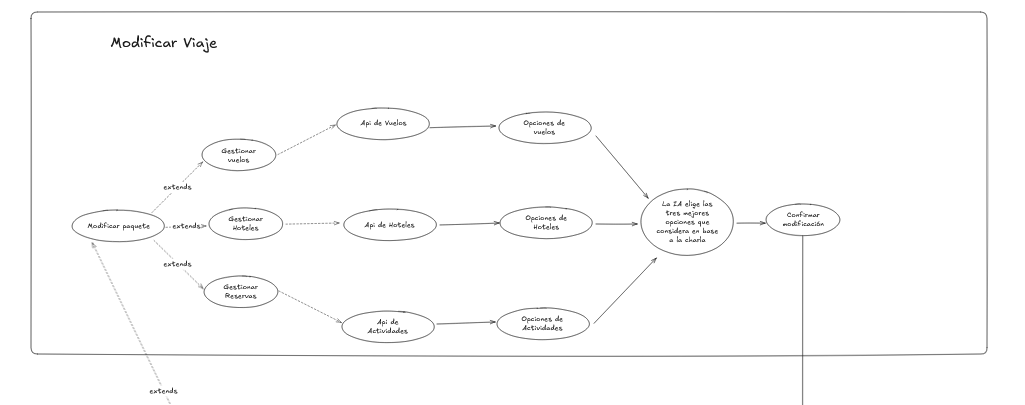 Modificar Viaje
Api de Vuelos
Opciones de
vuelos
Gestionar
vuelos
extends
La IA elige las
tres mejores
opciones que
considera en base
a la charla
Modificar paquete
extends
Gestionar
Hoteles
Api de Hoteles
Opciones de
Hoteles
Confirmar
modificación
extends
Gestionar
Reservas
Api de
Actividades
Opciones de
Actividades
extends